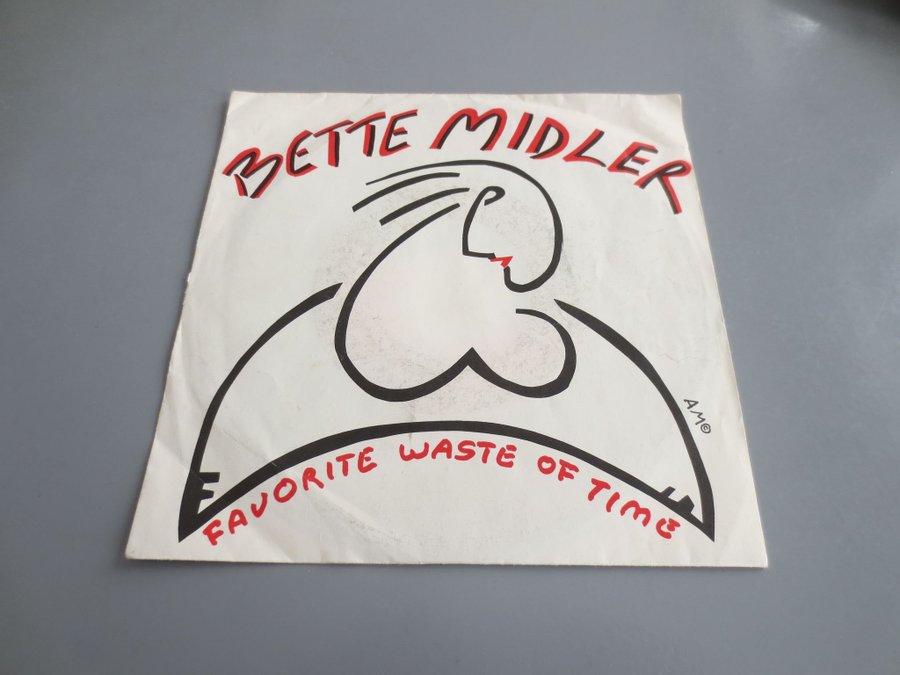 BETTE MIDLER
AM©
FAVORITE WASTE OF TIME